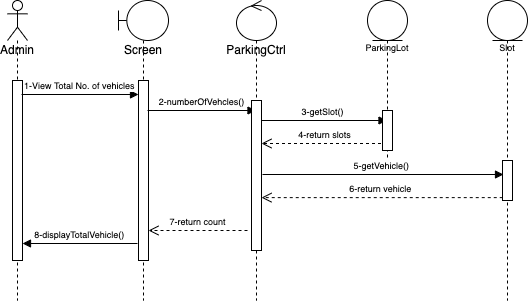 Admin
Screen
ParkingCtrl
ParkingLot
Slot
1-View Total No. of vehicles
2-numberOfVehcles()
3-getSlot()
4-return slots
5-getVehicle()
6-return vehicle
7-return count
8-displayTotalVehicle()